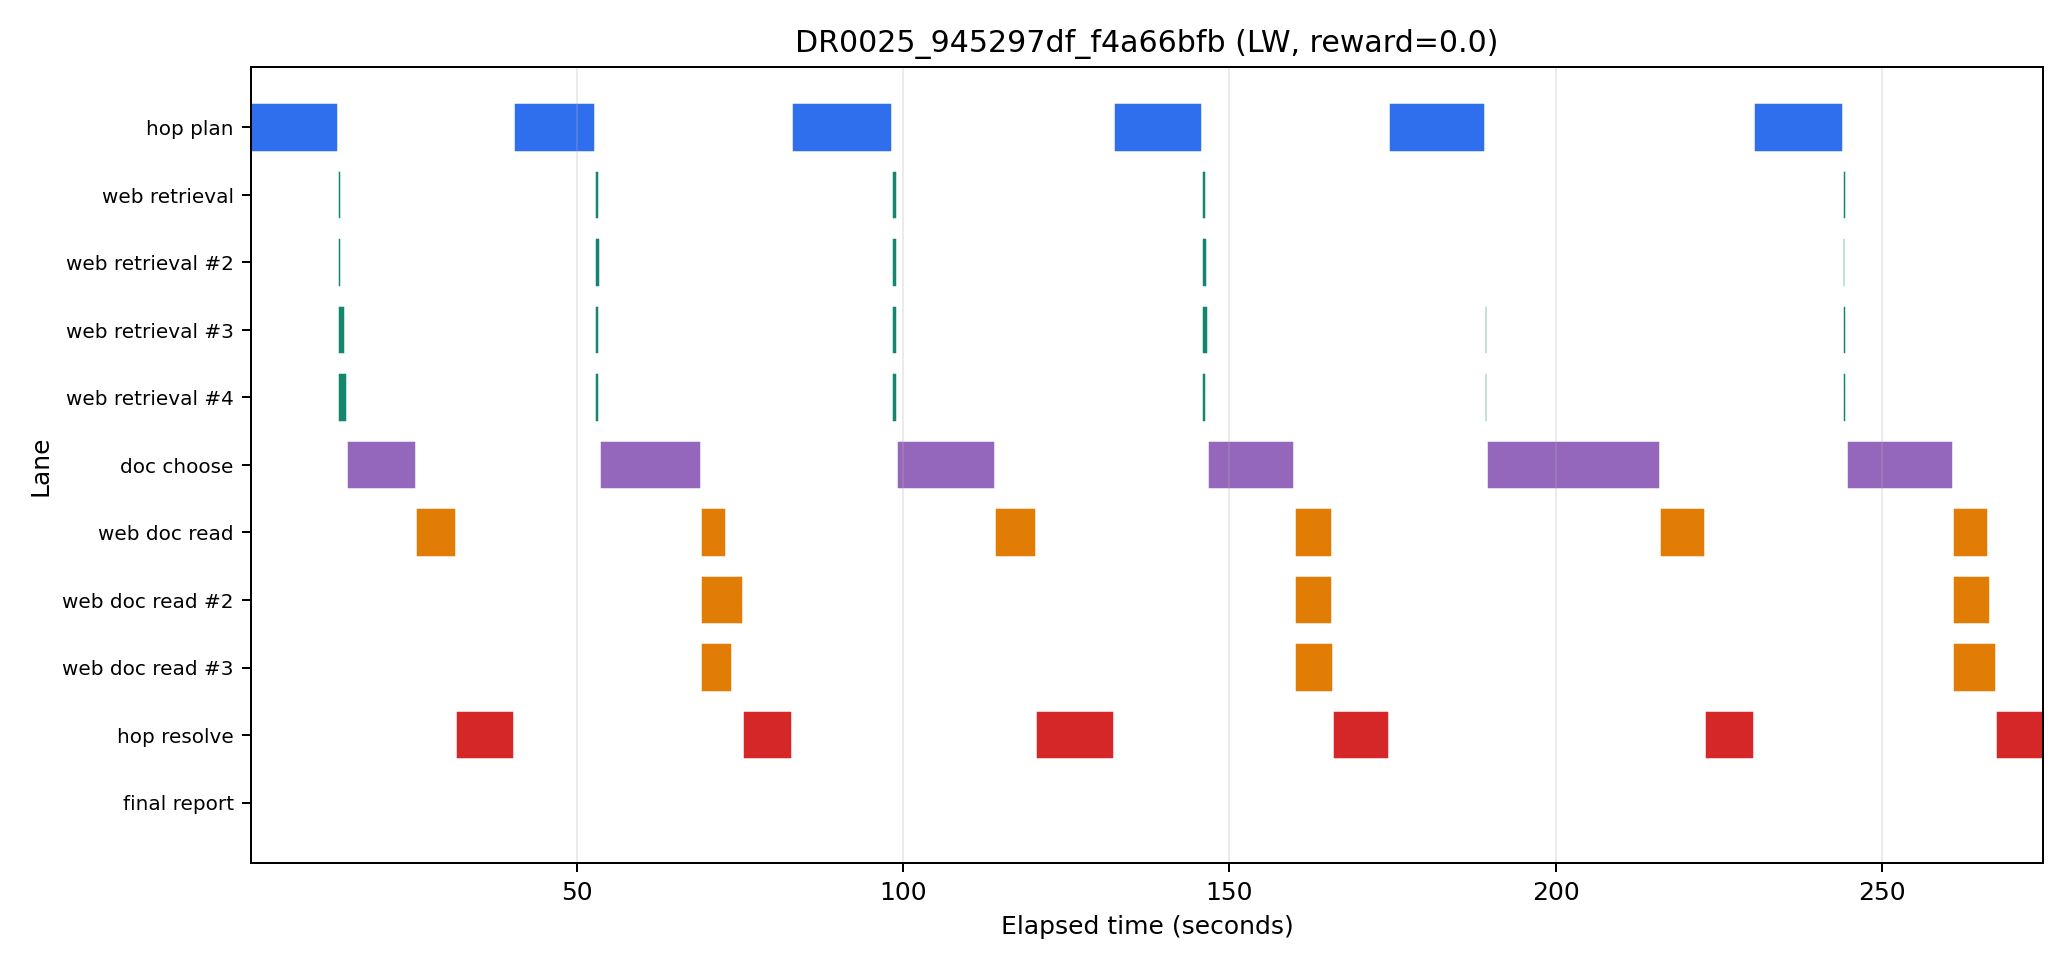 DR0025_945297df_f4a66bfb (LW, reward=0.0)
Lane
hop plan
web retrieval
web retrieval #2
web retrieval #3
web retrieval #4
doc choose
web doc read
web doc read #2
web doc read #3
hop resolve
final report
50
100
150
200
250
Elapsed time (seconds)